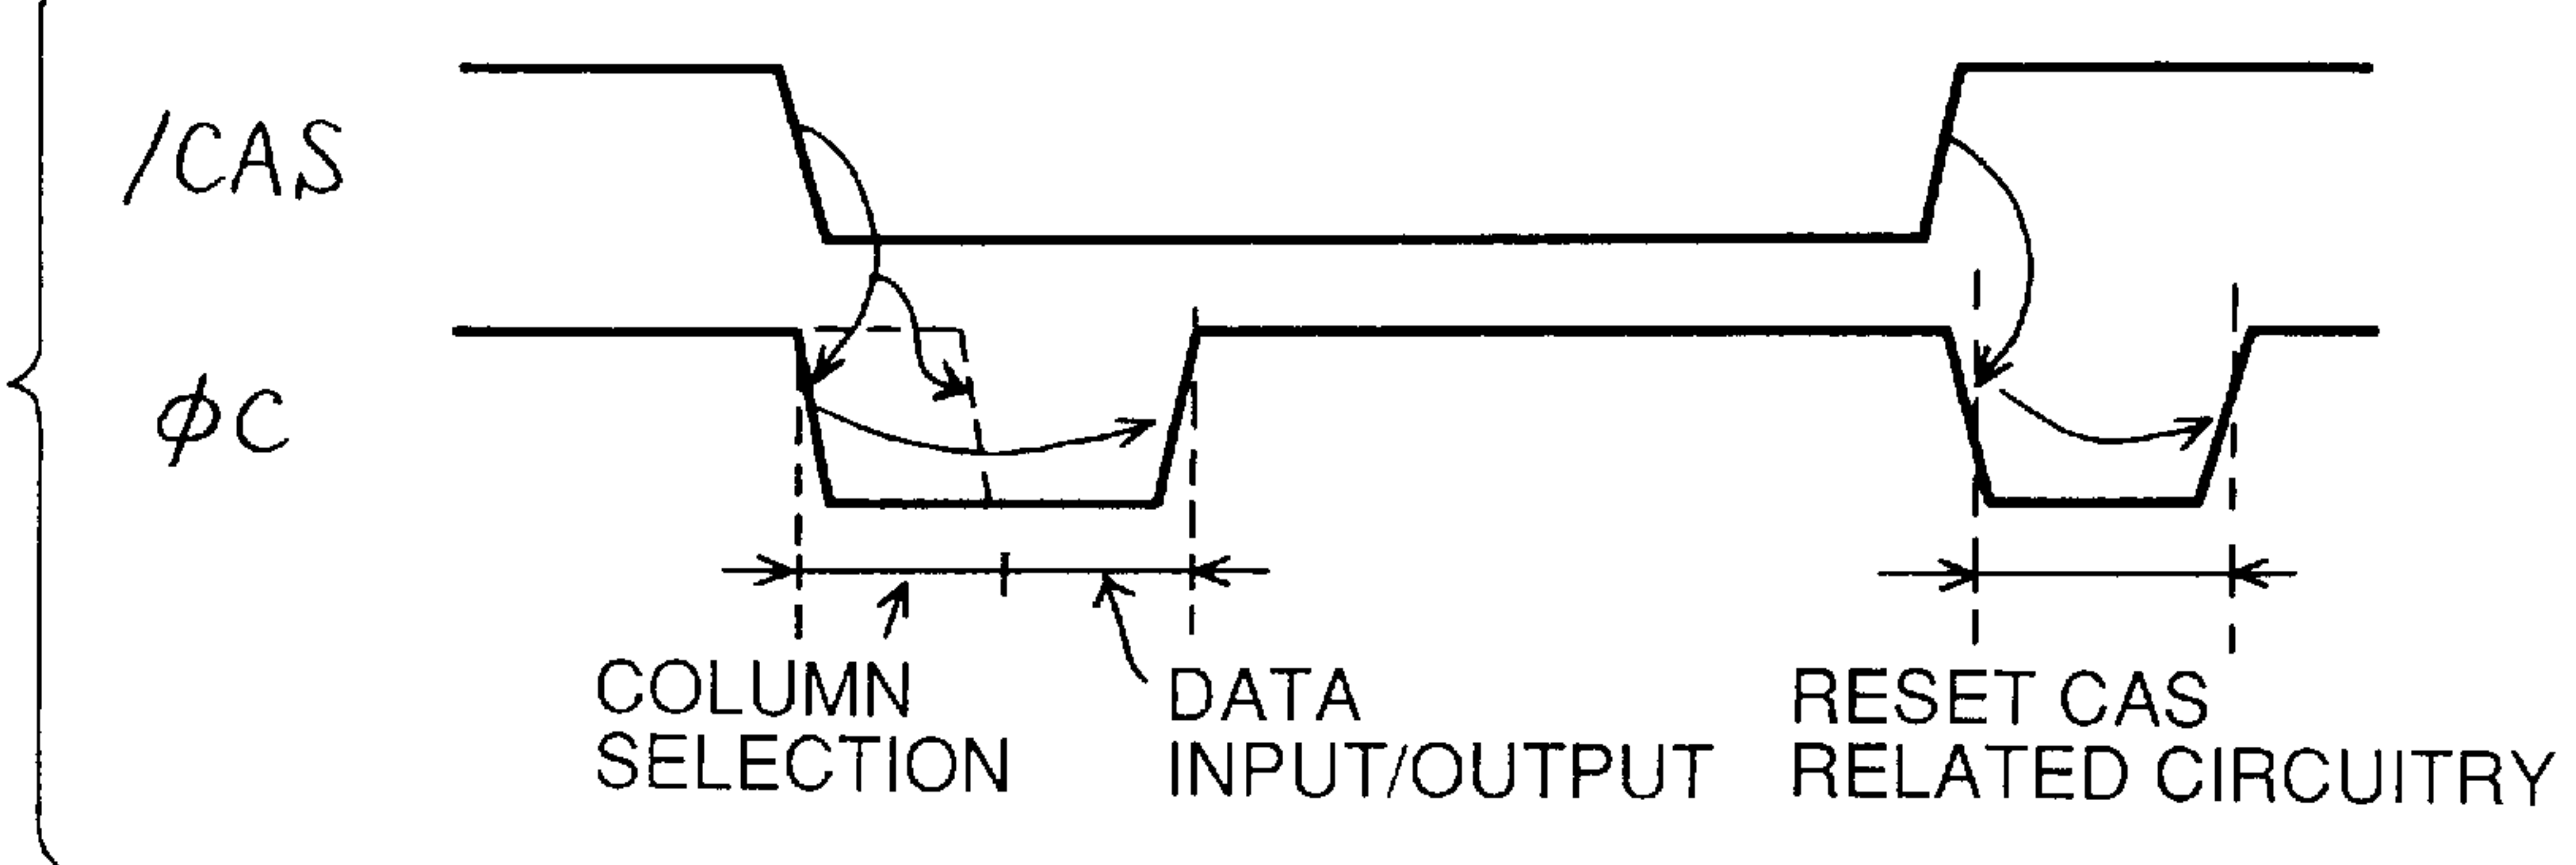 /CAS
φC
COLUMN
SELECTION
DATA
INPUT/OUTPUT
RESET CAS
RELATED CIRCUITRY